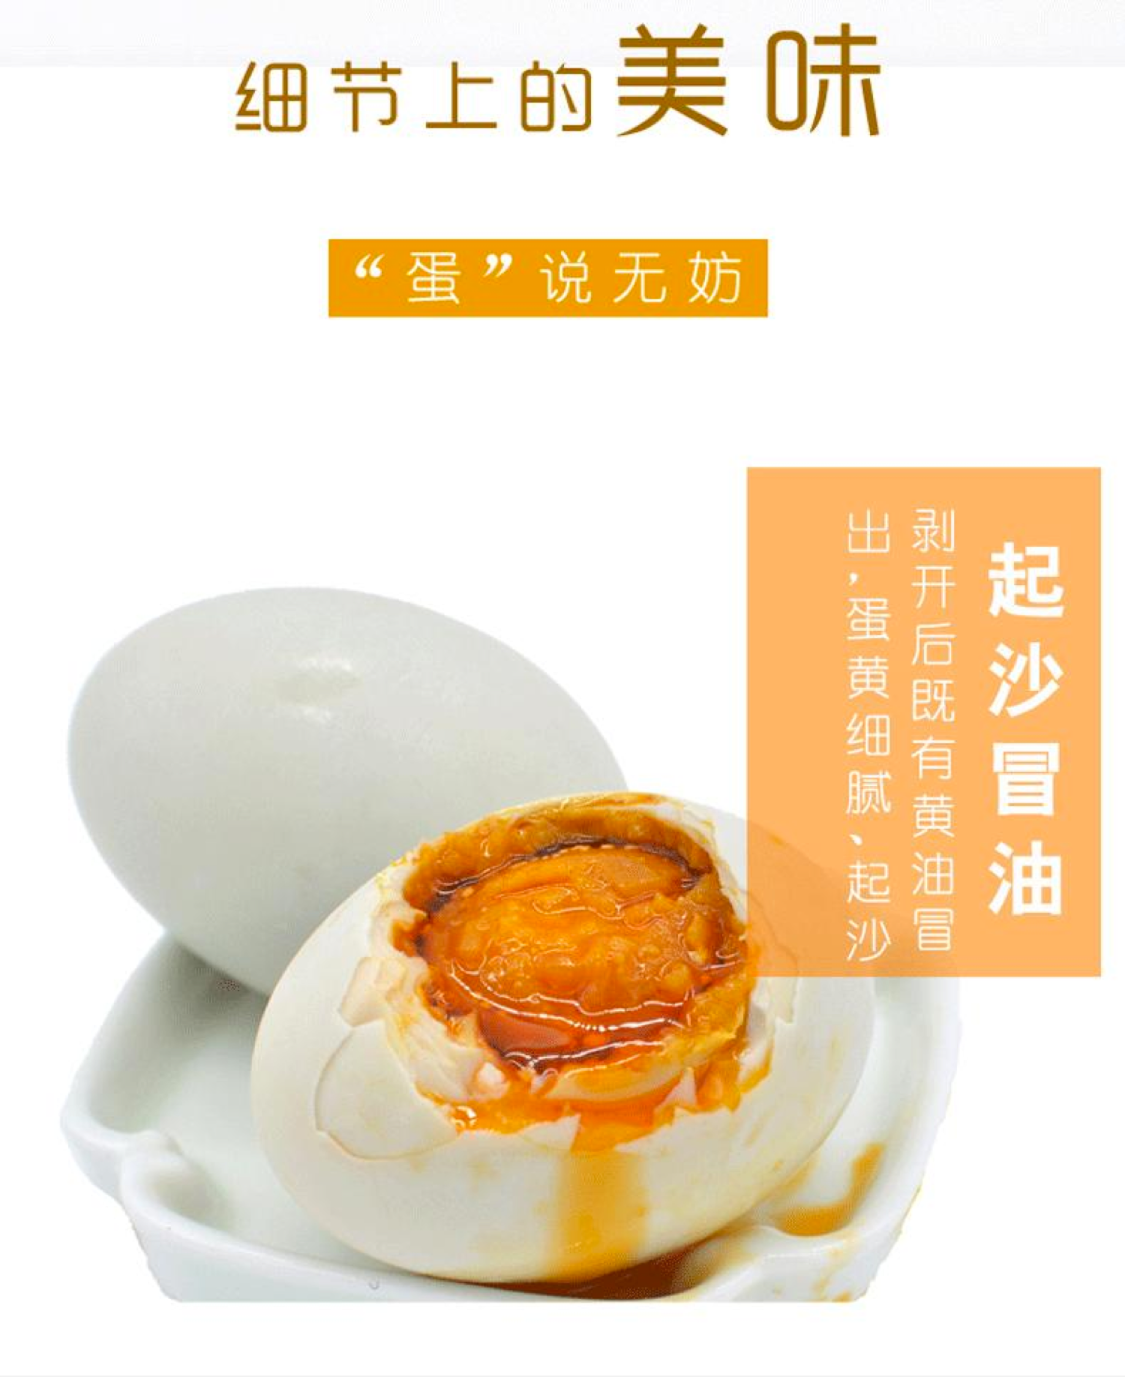 细节上的美味
“蛋”说无妨
起沙冒油
剥开后既有黄油冒
出，蛋黄细腻、起沙